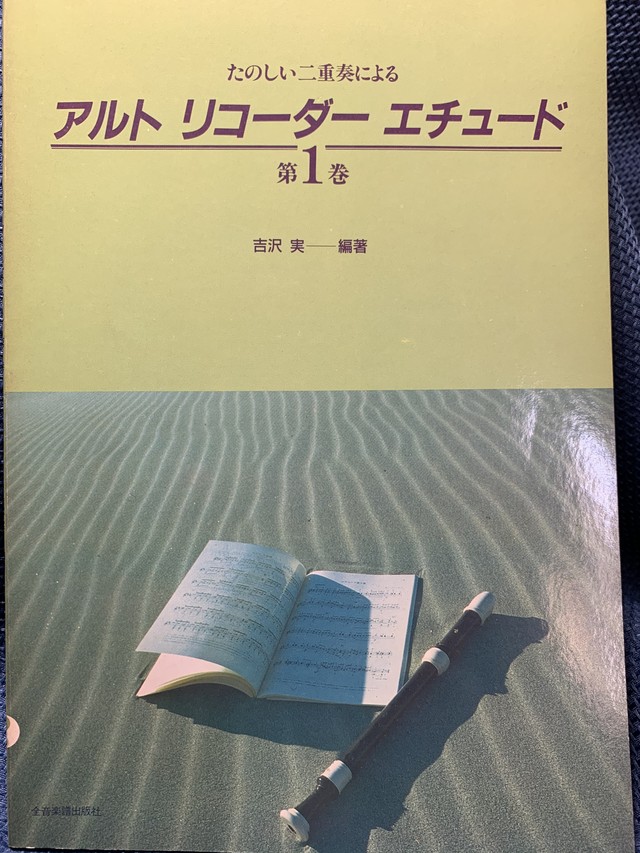 たのしい二重奏による
アルト リコーダー エチュード
第1巻
吉沢 実──編著
全音楽譜出版社